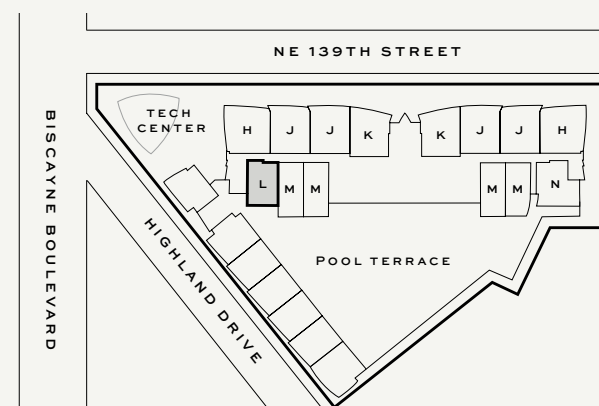 NE 139TH STREET
TECH
CENTER
H J J K K J J H
L M M M M N
BISCAYNE BOULEVARD
HIGHLAND DRIVE
POOL TERRACE